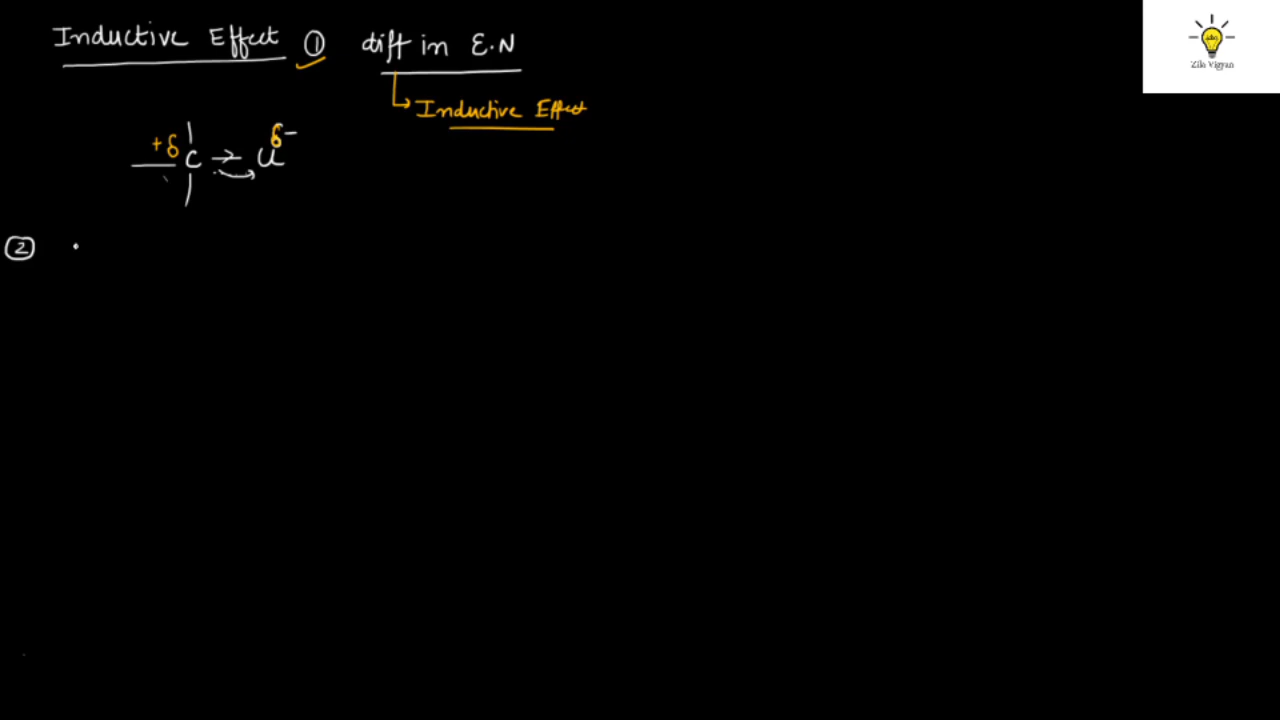 Inductive Effect ① diff in E.N
Inductive Effect
+δ C → Cl δ-
②
Zila Vigyan